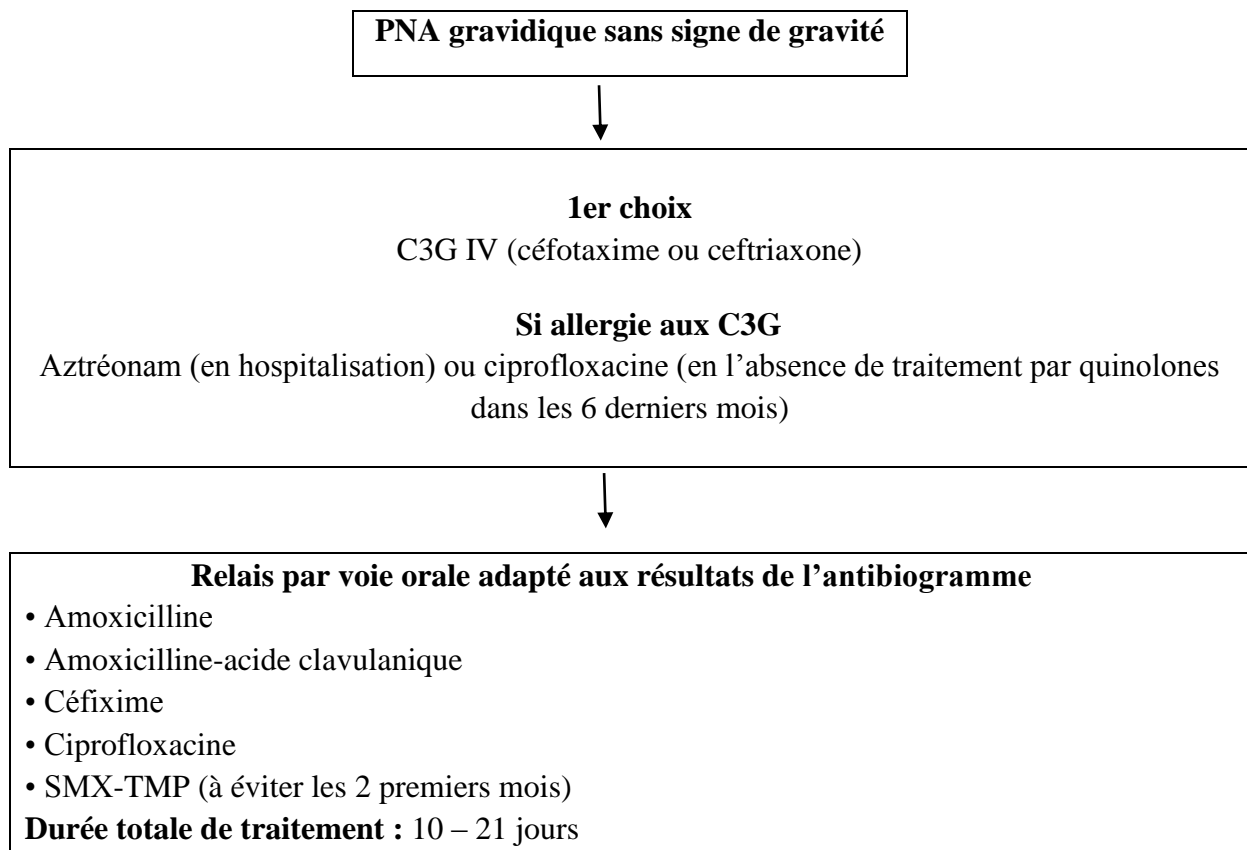 PNA gravidique sans signe de gravité
1er choix
C3G IV (céfotaxime ou ceftriaxone)
Si allergie aux C3G
Aztréonam (en hospitalisation) ou ciprofloxacine (en l’absence de traitement par quinolones
dans les 6 derniers mois)
Relais par voie orale adapté aux résultats de l’antibiogramme
• Amoxicilline
• Amoxicilline-acide clavulanique
• Céfixime
• Ciprofloxacine
• SMX-TMP (à éviter les 2 premiers mois)
Durée totale de traitement : 10 – 21 jours